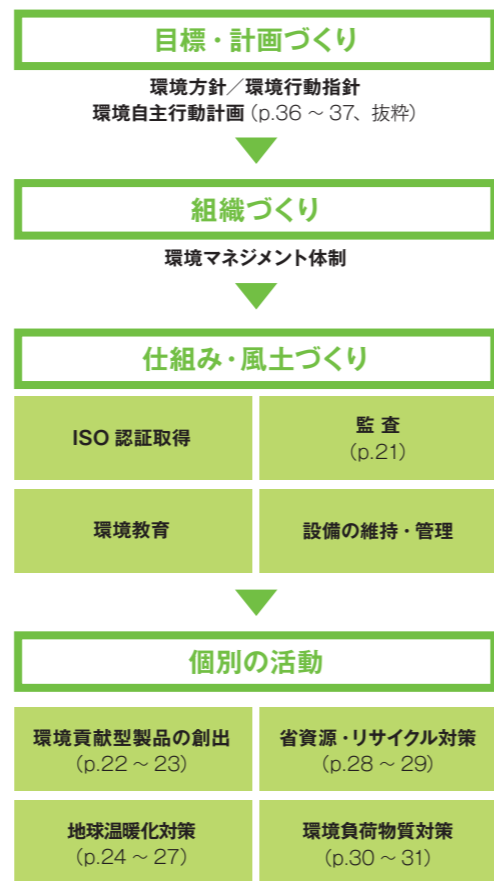 目標・計画づくり
環境方針／環境行動指針
環境自主行動計画（p.36 ～ 37、抜粋）
組織づくり
環境マネジメント体制
仕組み・風土づくり
ISO 認証取得
監 査
（p.21）
環境教育
設備の維持・管理
個別の活動
環境貢献型製品の創出
（p.22 ～ 23）
省資源・リサイクル対策
（p.28 ～ 29）
地球温暖化対策
（p.24 ～ 27）
環境負荷物質対策
（p.30 ～ 31）